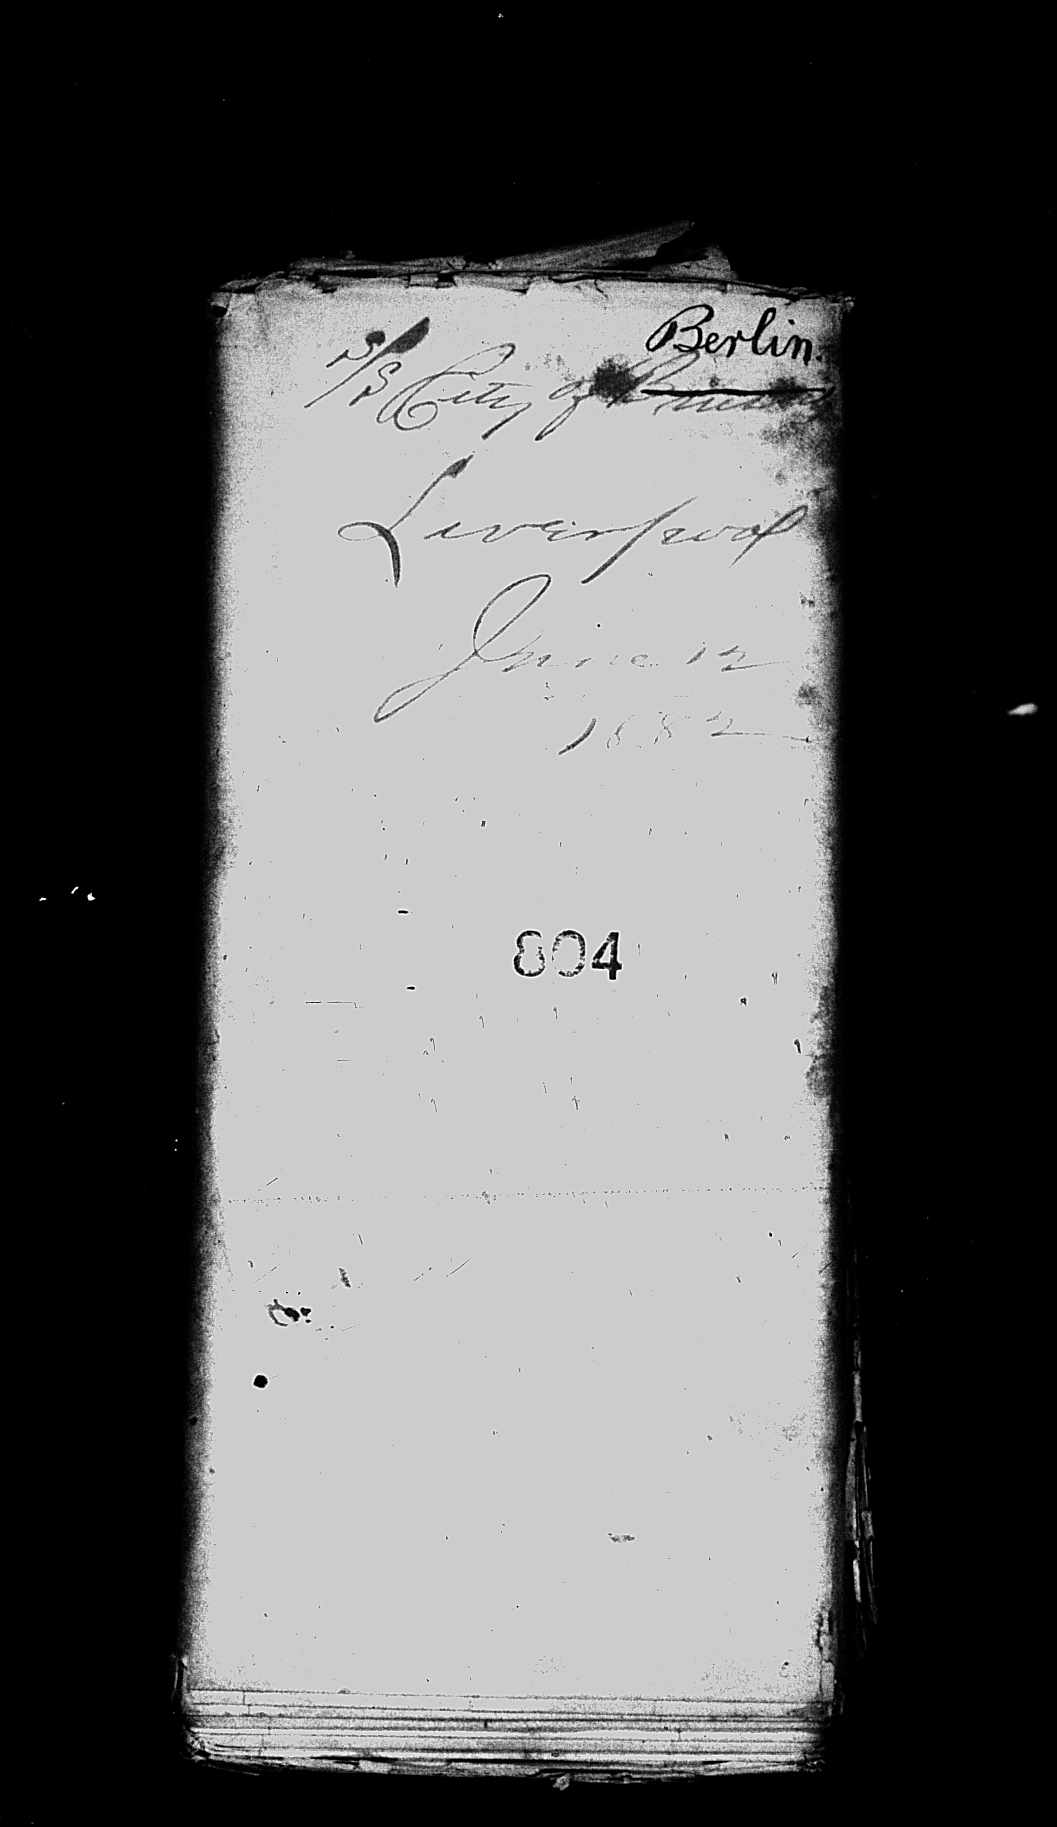 Berlin.
S/S City of
Liverpool
June 12
1882
804